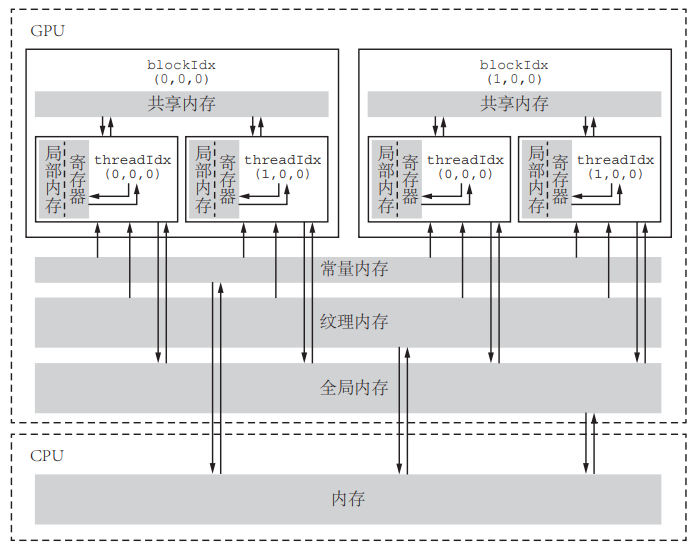 GPU
blockIdx
(0,0,0)
共享内存
局部内存
寄存器
threadIdx
(0,0,0)
局部内存
寄存器
threadIdx
(1,0,0)
blockIdx
(1,0,0)
共享内存
局部内存
寄存器
threadIdx
(0,0,0)
局部内存
寄存器
threadIdx
(1,0,0)
常量内存
纹理内存
全局内存
CPU
内存